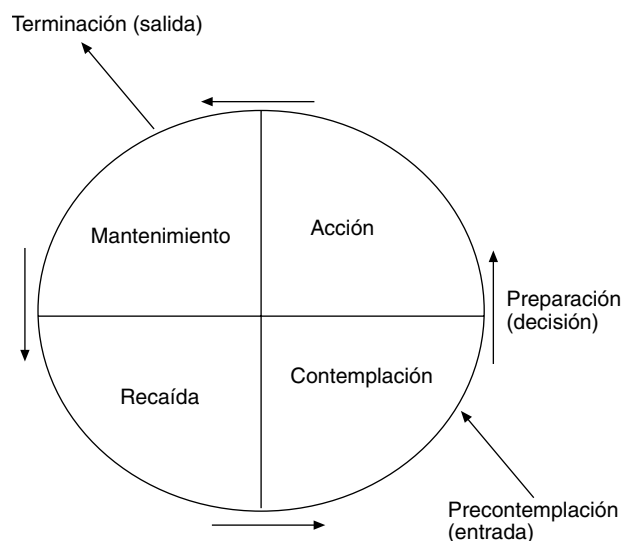 Terminación (salida)
Mantenimiento
Acción
Preparación
(decisión)
Recaída
Contemplación
Precontemplación
(entrada)